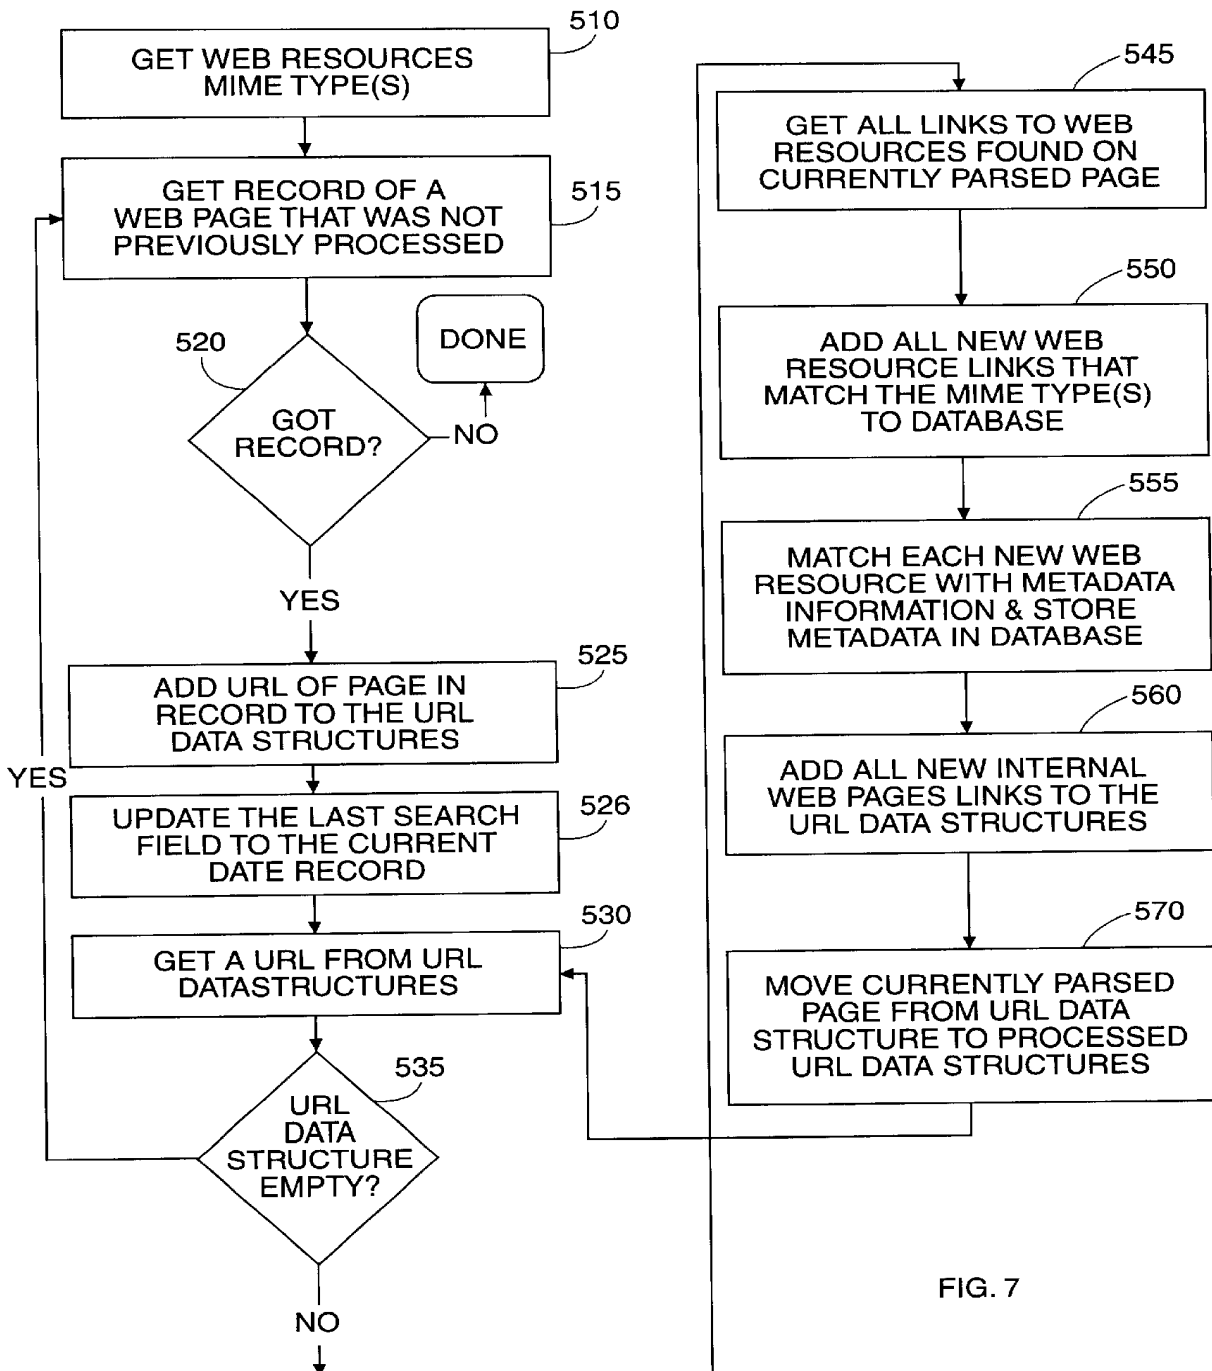 510
GET WEB RESOURCES
MIME TYPE(S)
515
GET RECORD OF A
WEB PAGE THAT WAS NOT
PREVIOUSLY PROCESSED
520
GOT
RECORD?
NO
DONE
YES
525
ADD URL OF PAGE IN
RECORD TO THE URL
DATA STRUCTURES
526
UPDATE THE LAST SEARCH
FIELD TO THE CURRENT
DATE RECORD
530
GET A URL FROM URL
DATASTRUCTURES
535
URL
DATA
STRUCTURE
EMPTY?
YES
NO
545
GET ALL LINKS TO WEB
RESOURCES FOUND ON
CURRENTLY PARSED PAGE
550
ADD ALL NEW WEB
RESOURCE LINKS THAT
MATCH THE MIME TYPE(S)
TO DATABASE
555
MATCH EACH NEW WEB
RESOURCE WITH METADATA
INFORMATION & STORE
METADATA IN DATABASE
560
ADD ALL NEW INTERNAL
WEB PAGES LINKS TO THE
URL DATA STRUCTURES
570
MOVE CURRENTLY PARSED
PAGE FROM URL DATA
STRUCTURE TO PROCESSED
URL DATA STRUCTURES
FIG. 7